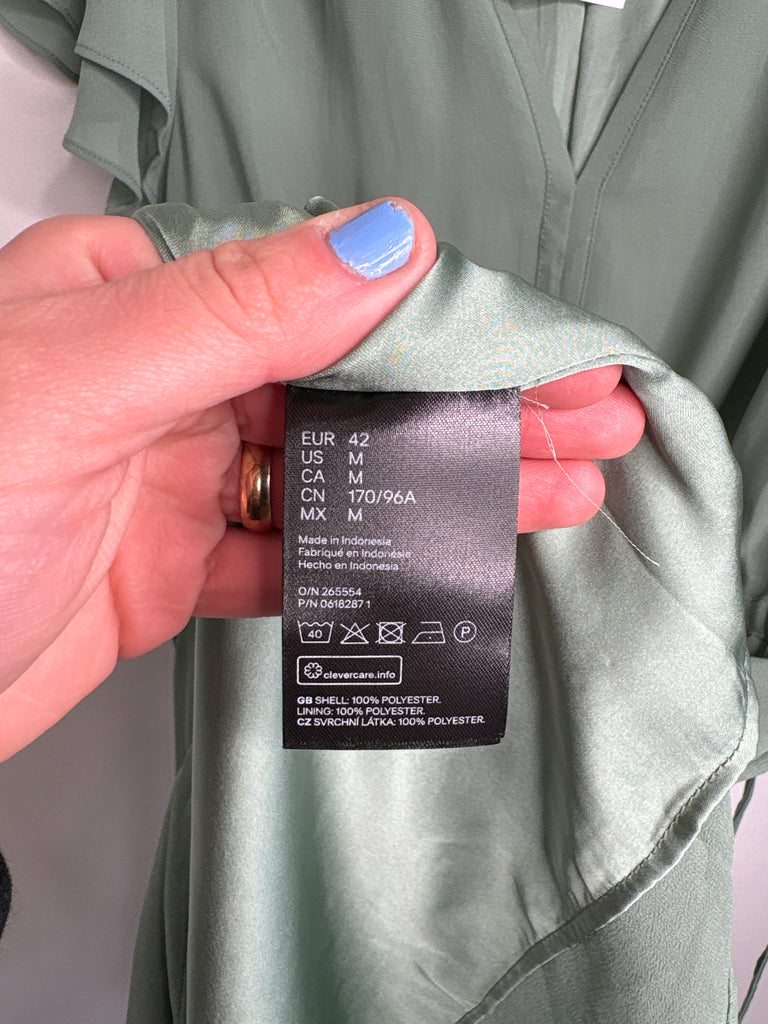 EUR 42
US M
CA M
CN 170/96A
MX M
Made in Indonesia
Fabriqué en Indonésie
Hecho en Indonesia
O/N 265554
P/N 0618287 1
40 P
clevercare.info
GB SHELL: 100% POLYESTER.
LINING: 100% POLYESTER.
CZ SVRCHNÍ LÁTKA: 100% POLYESTER.